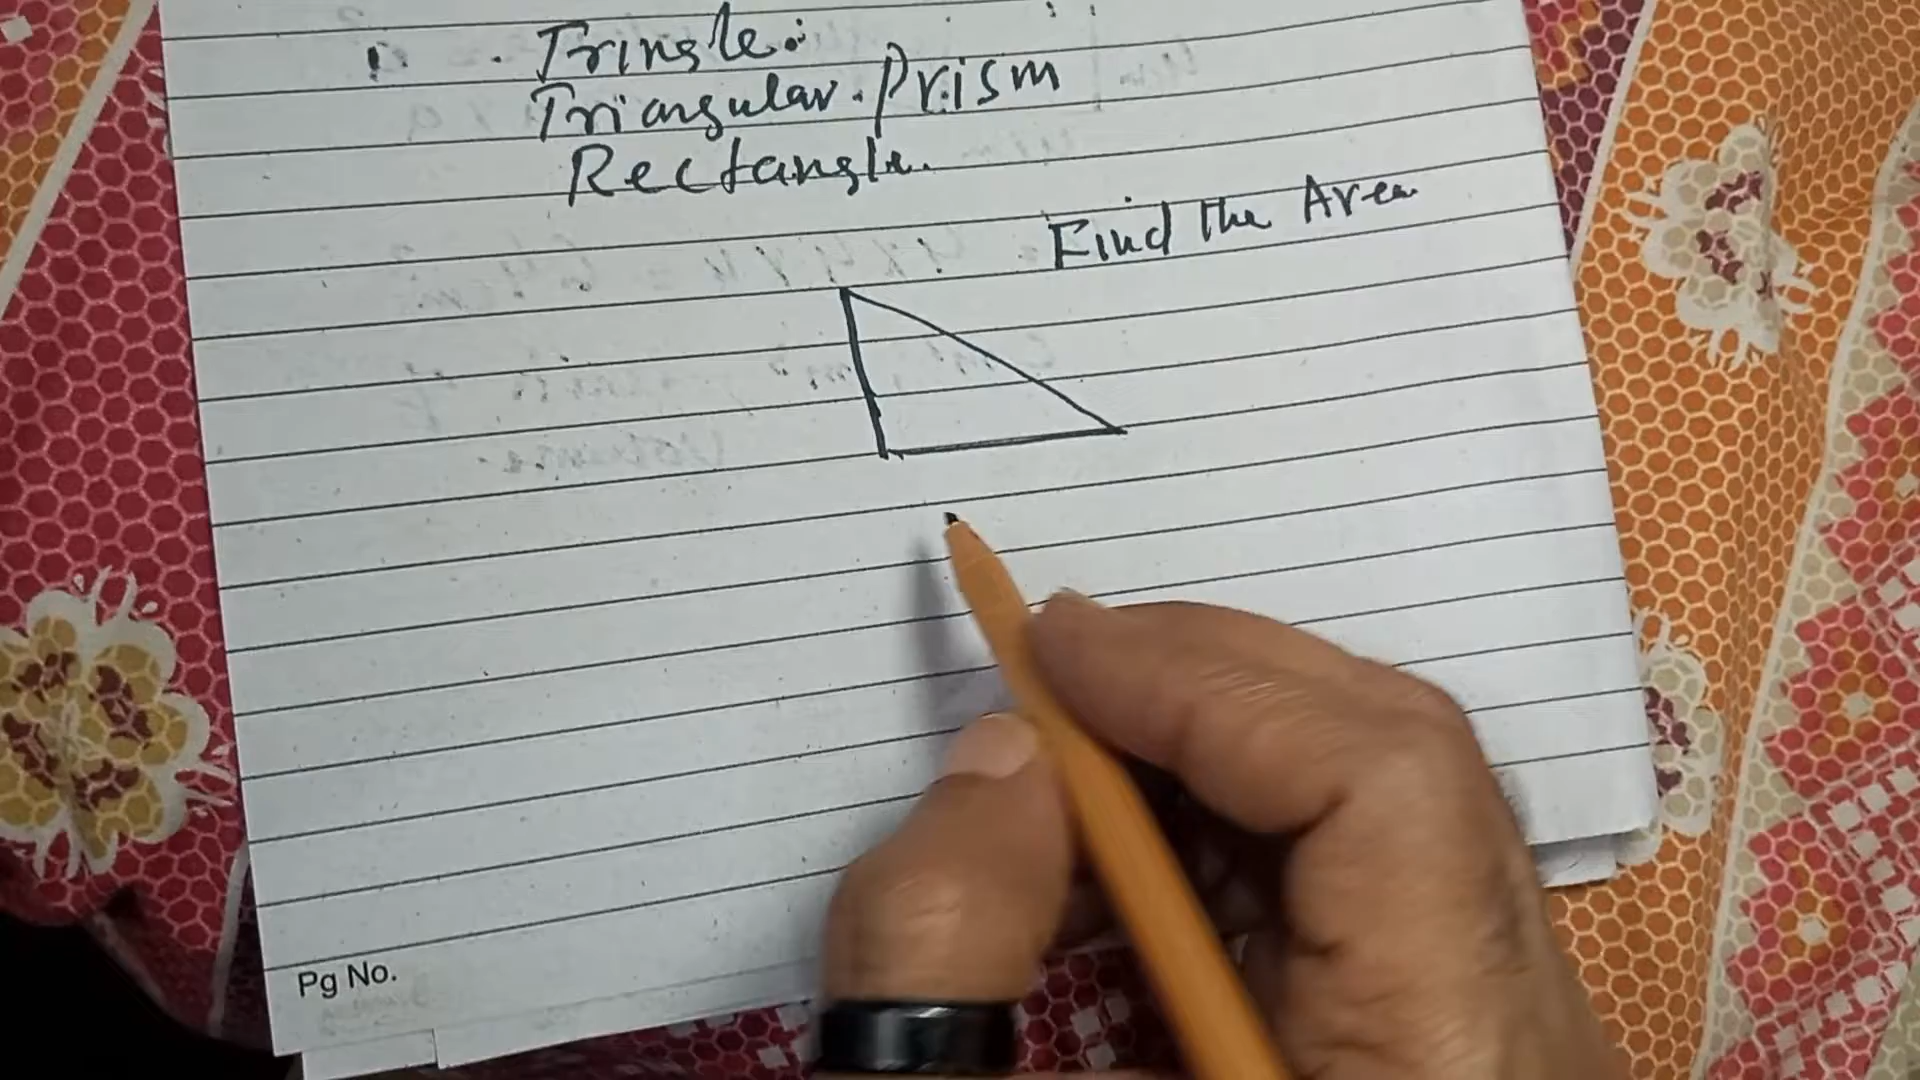 Tringle:
Triangular. Prism
Rectangle.
Find the Area
Pg No.